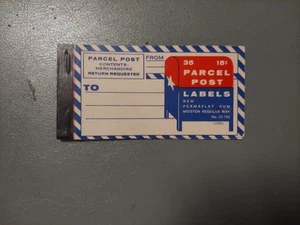 PARCEL POST
CONTENTS:
MERCHANDISE
RETURN REQUESTED
FROM
TO
35 15¢
PARCEL
POST
LABELS
NEW
PERMAFLAT GUM
MOISTEN REGULAR WAY